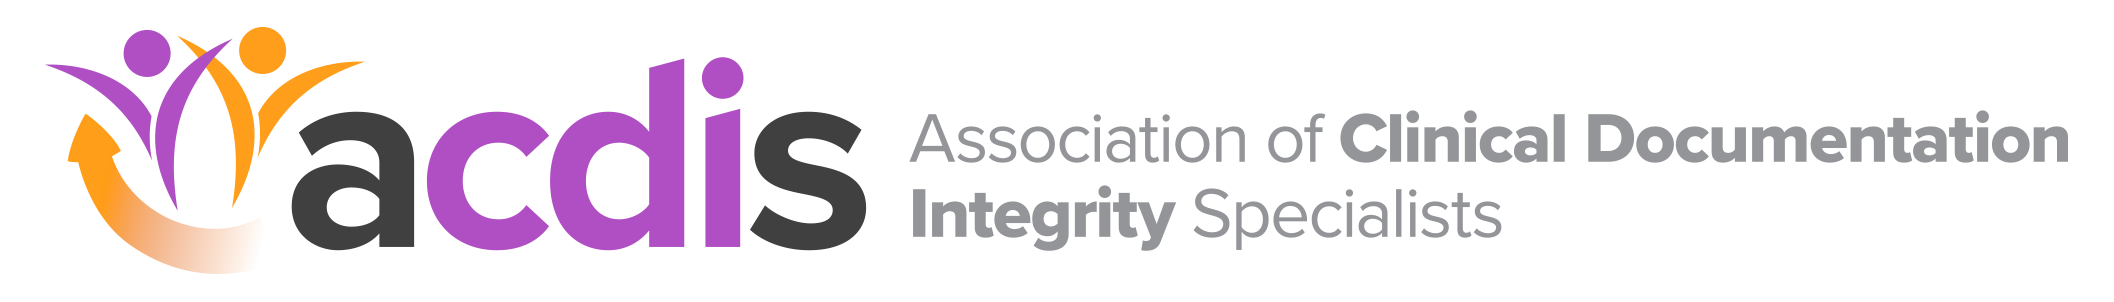 acdis
Association of Clinical Documentation
Integrity Specialists